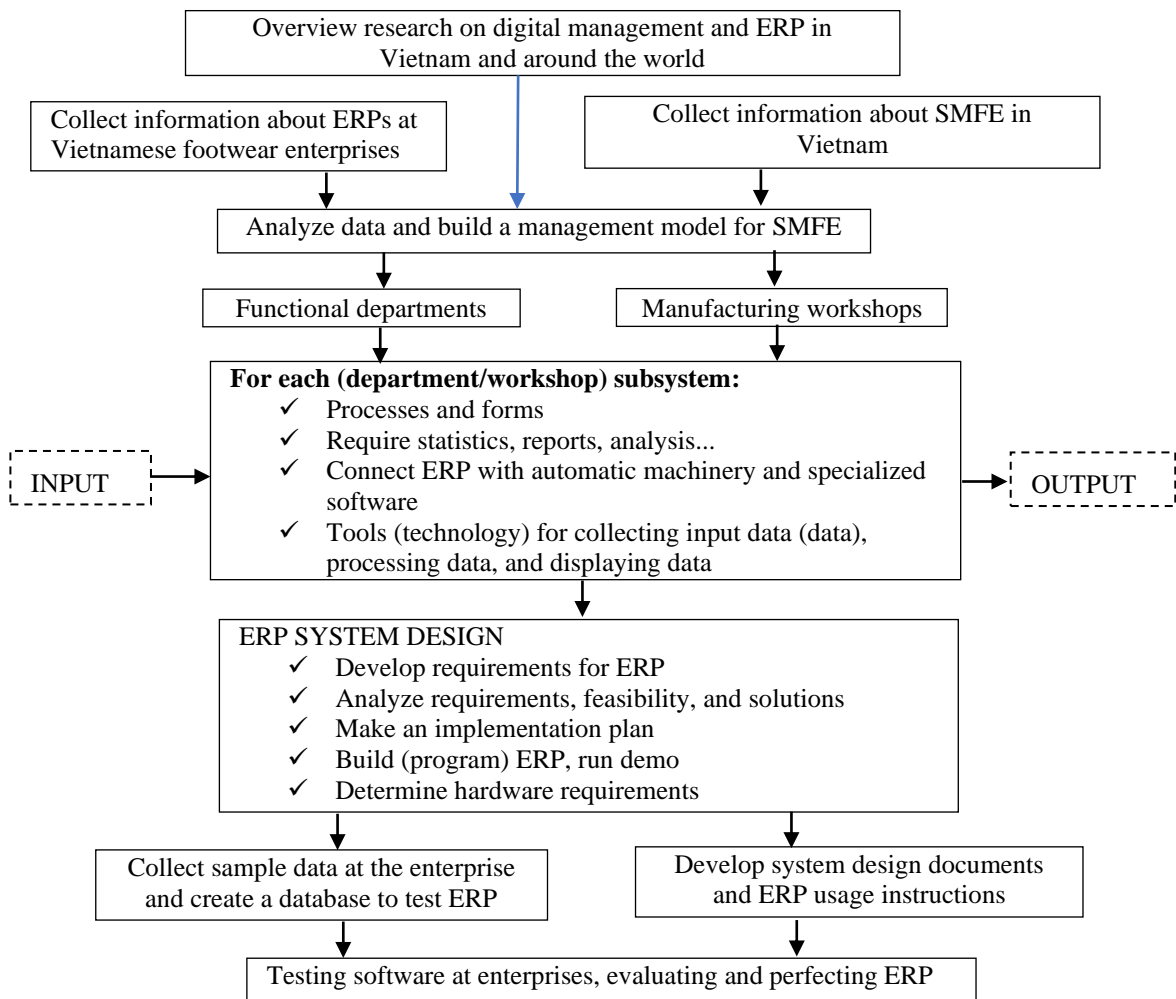 Overview research on digital management and ERP in
Vietnam and around the world
Collect information about ERPs at
Vietnamese footwear enterprises
Collect information about SMFE in
Vietnam
Analyze data and build a management model for SMFE
Functional departments
Manufacturing workshops
For each (department/workshop) subsystem:
✓ Processes and forms
✓ Require statistics, reports, analysis...
✓ Connect ERP with automatic machinery and specialized
software
✓ Tools (technology) for collecting input data (data),
processing data, and displaying data
INPUT
OUTPUT
ERP SYSTEM DESIGN
✓ Develop requirements for ERP
✓ Analyze requirements, feasibility, and solutions
✓ Make an implementation plan
✓ Build (program) ERP, run demo
✓ Determine hardware requirements
Collect sample data at the enterprise
and create a database to test ERP
Develop system design documents
and ERP usage instructions
Testing software at enterprises, evaluating and perfecting ERP